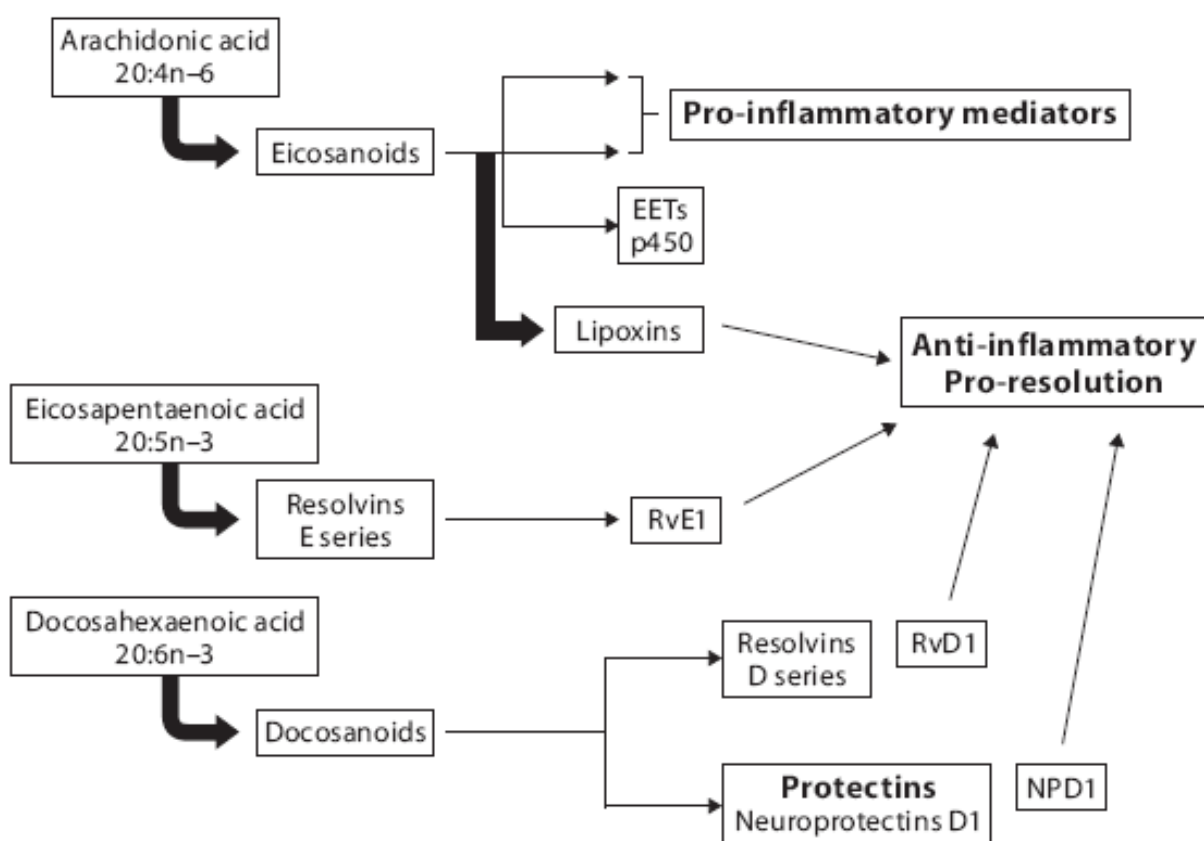 Arachidonic acid
20:4n–6
Eicosanoids
Pro-inflammatory mediators
EETs
p450
Lipoxins
Anti-inflammatory
Pro-resolution
Eicosapentaenoic acid
20:5n–3
Resolvins
E series
RvE1
Docosahexaenoic acid
20:6n–3
Docosanoids
Resolvins
D series
RvD1
Protectins
Neuroprotectins D1
NPD1